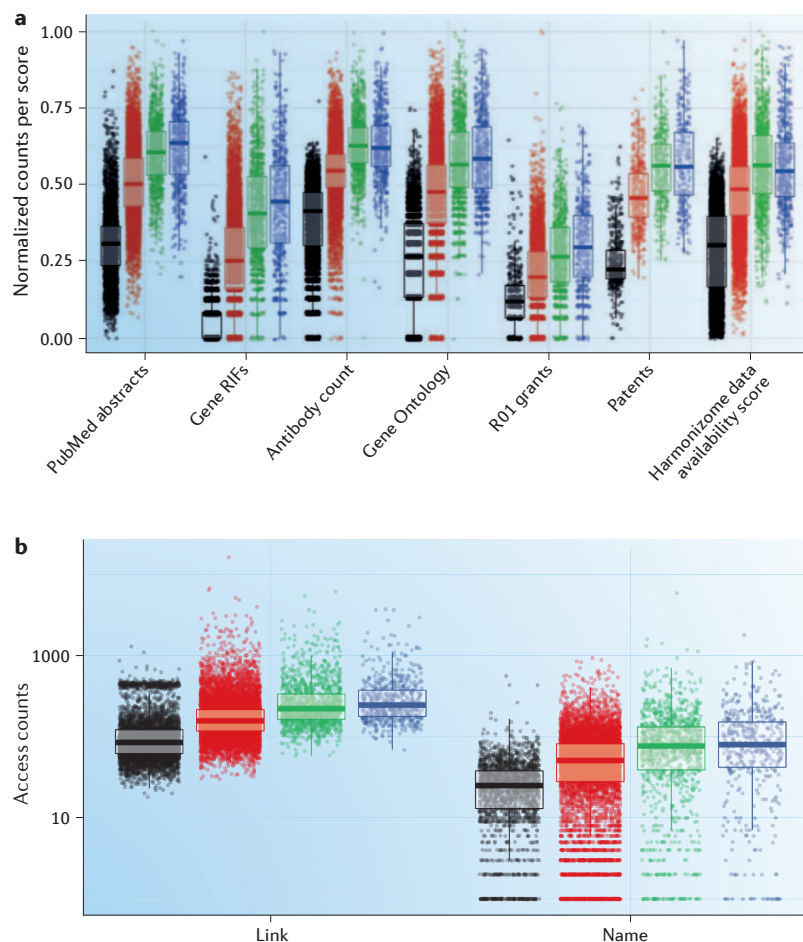 a
Normalized counts per score
1.00
0.75
0.50
0.25
0.00
PubMed abstracts
Gene RIFs
Antibody count
Gene Ontology
R01 grants
Patents
Harmonizome data
availability score
b
Access counts
1000
10
Link
Name